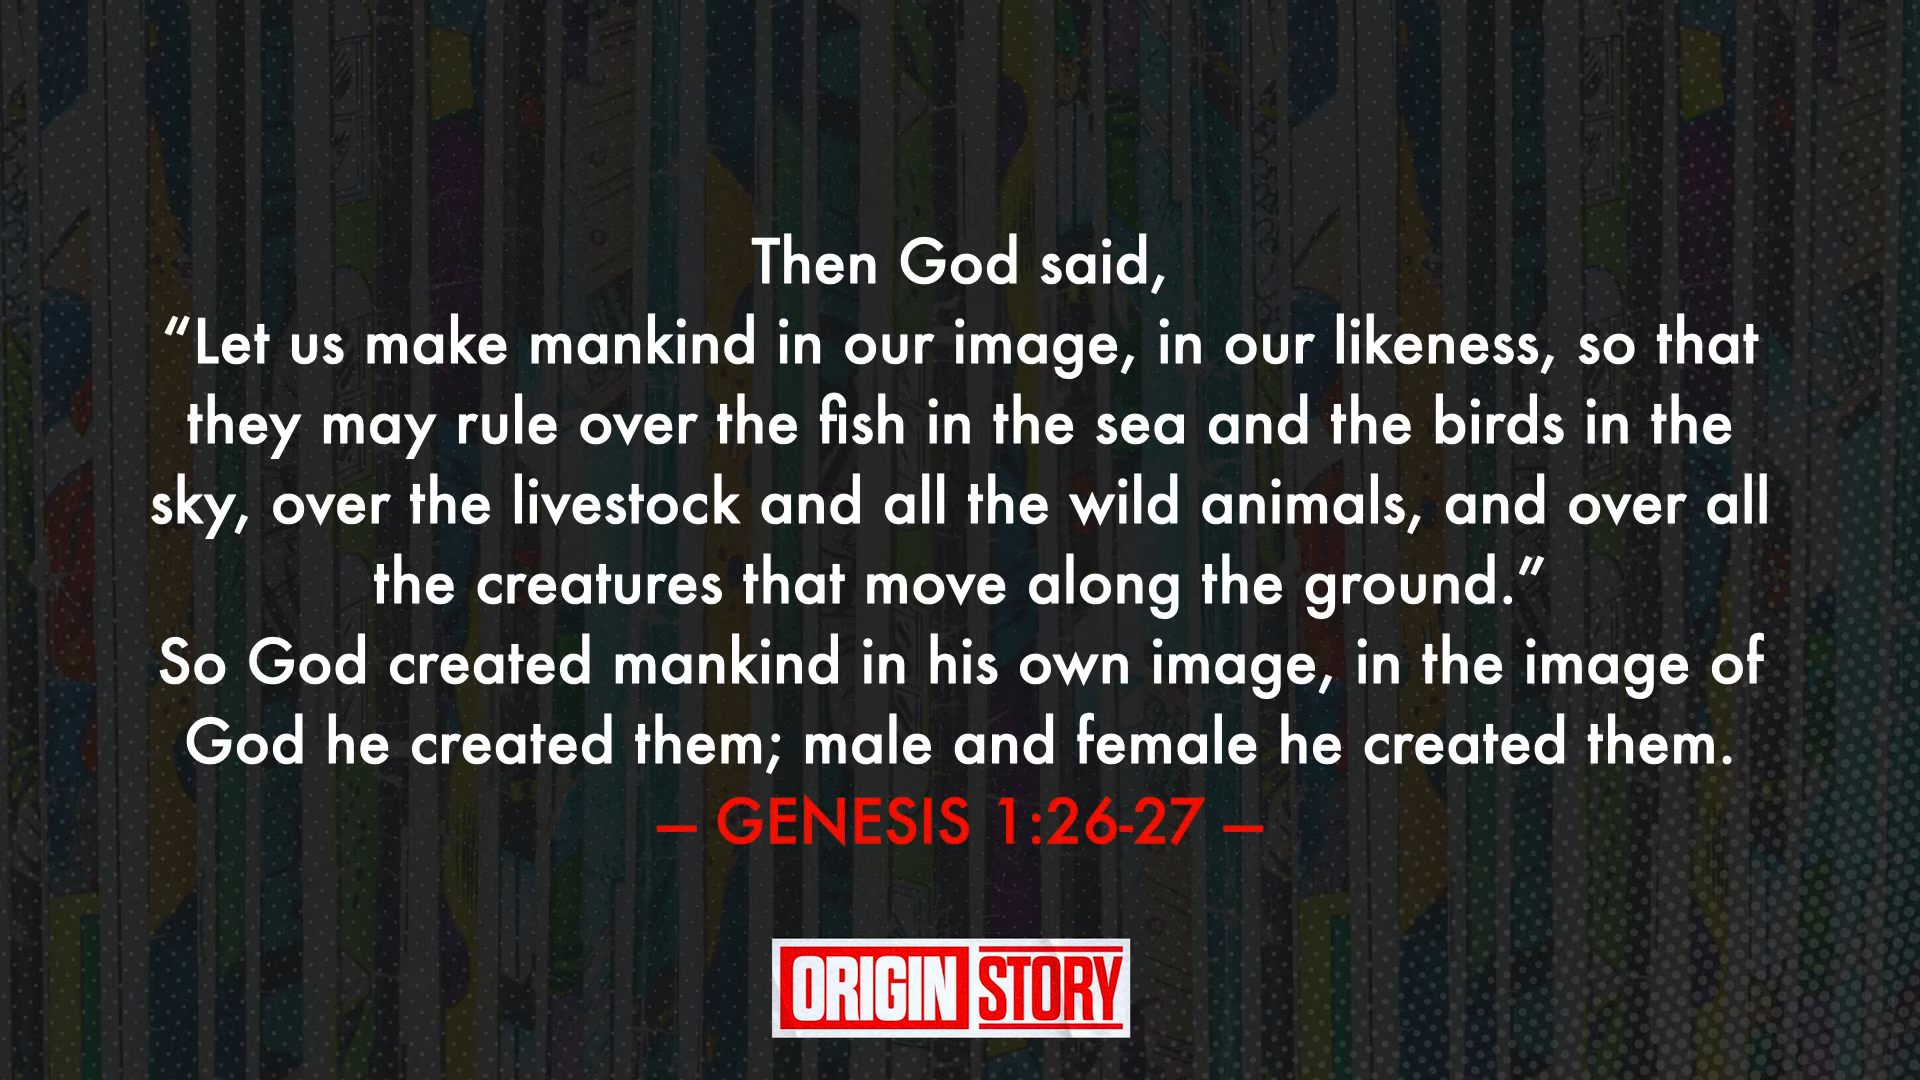 Then God said,
“Let us make mankind in our image, in our likeness, so that
they may rule over the fish in the sea and the birds in the
sky, over the livestock and all the wild animals, and over all
the creatures that move along the ground.”
So God created mankind in his own image, in the image of
God he created them; male and female he created them.
— GENESIS 1:26-27 —
ORIGIN STORY